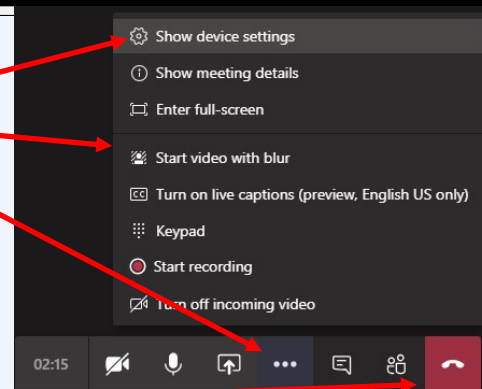 Show device settings
Show meeting details
Enter full-screen
Start video with blur
CC Turn on live captions (preview, English US only)
Keypad
Start recording
Turn off incoming video
02:15